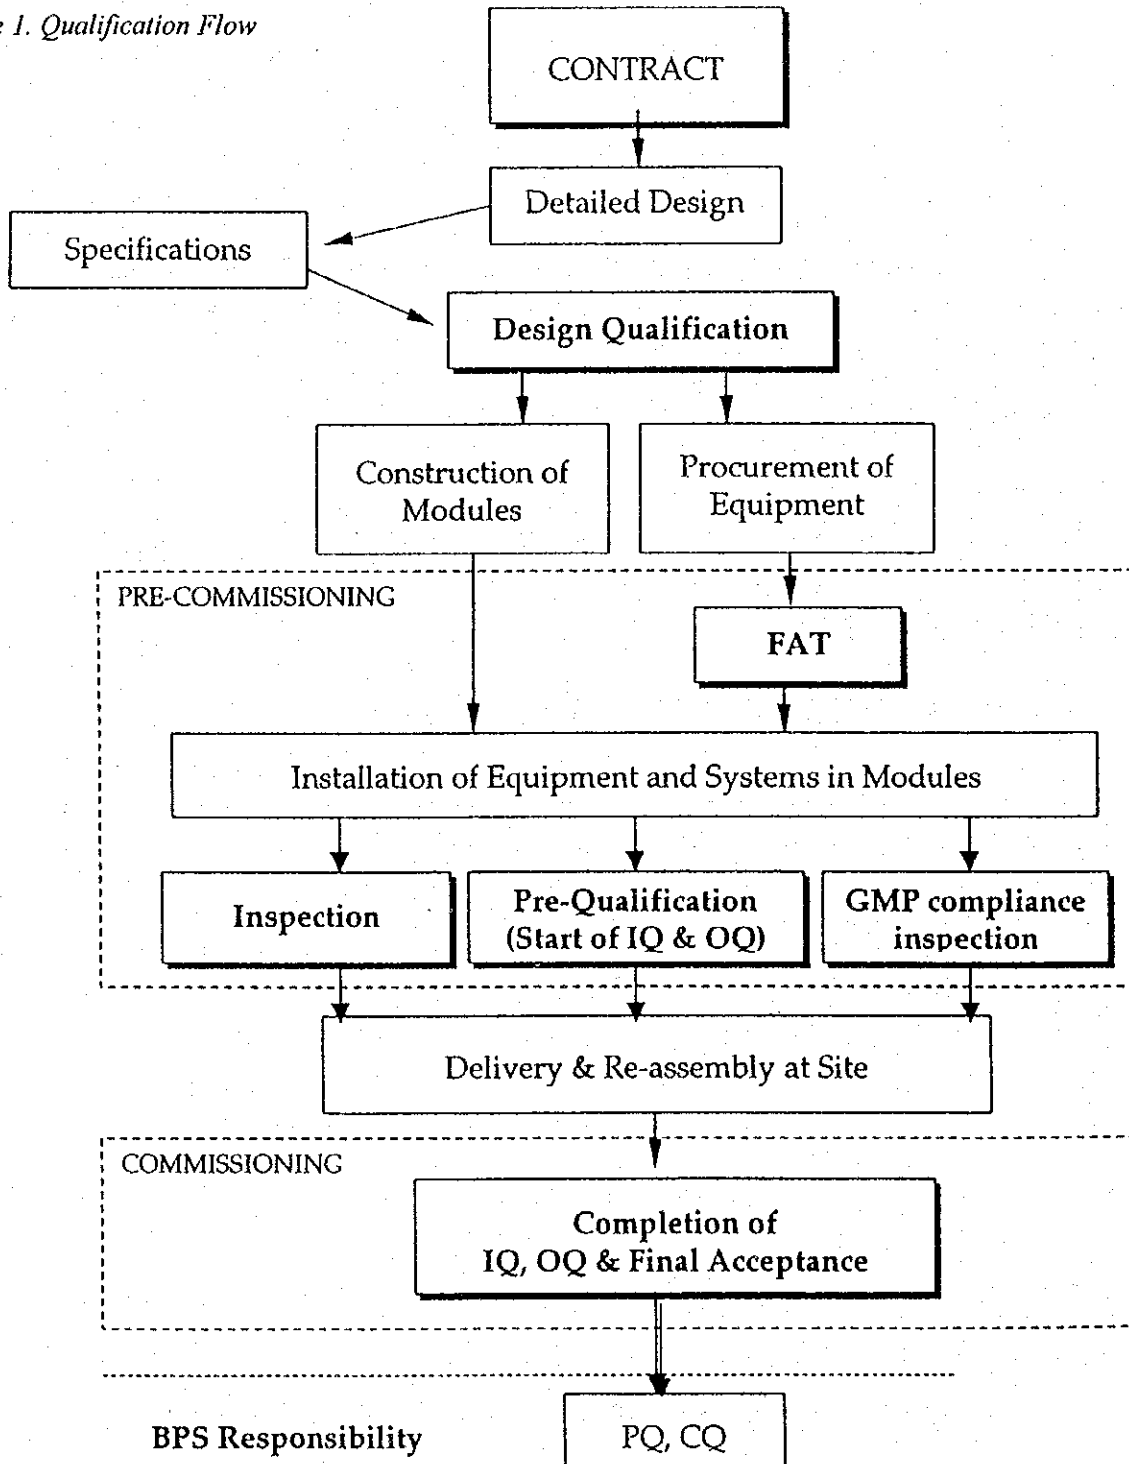 1. Qualification Flow
CONTRACT
Detailed Design
Specifications
Design Qualification
Construction of
Modules
Procurement of
Equipment
PRE-COMMISSIONING
FAT
Installation of Equipment and Systems in Modules
Inspection
Pre-Qualification
(Start of IQ & OQ)
GMP compliance
inspection
Delivery & Re-assembly at Site
COMMISSIONING
Completion of
IQ, OQ & Final Acceptance
BPS Responsibility
PQ, CQ